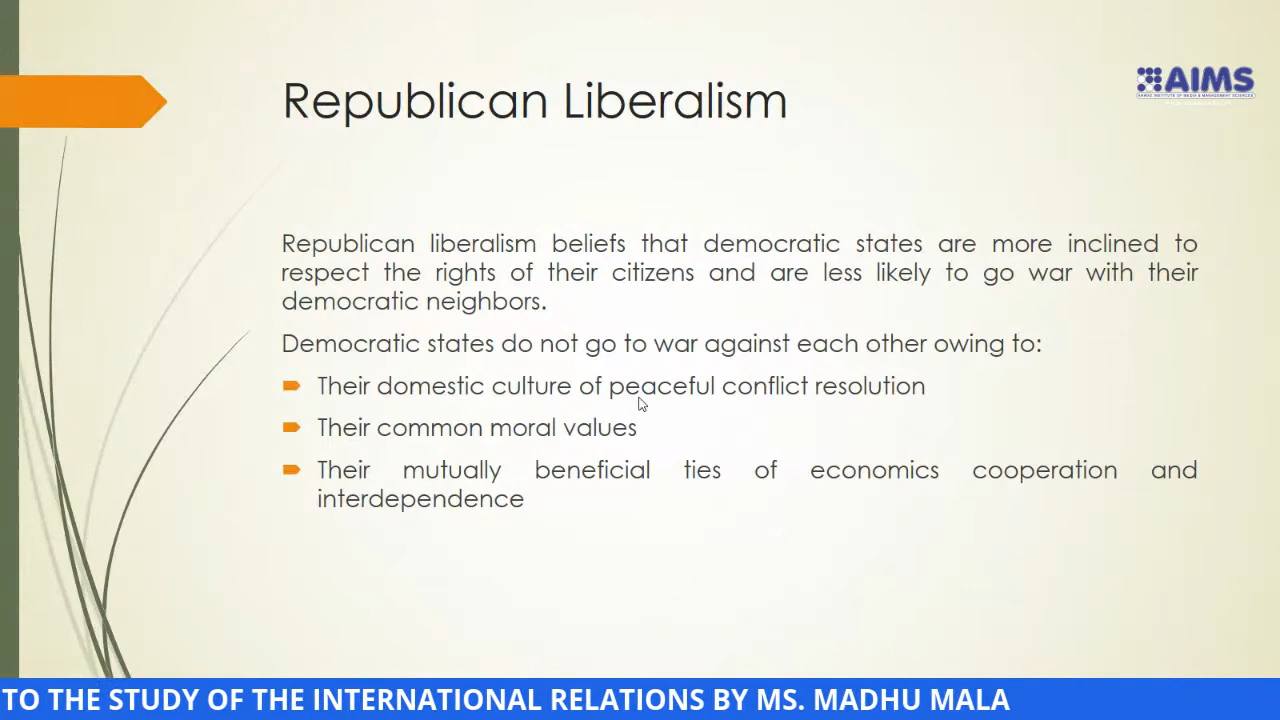 Republican Liberalism
AIMS
Republican liberalism beliefs that democratic states are more inclined to
respect the rights of their citizens and are less likely to go war with their
democratic neighbors.
Democratic states do not go to war against each other owing to:
Their domestic culture of peaceful conflict resolution
Their common moral values
Their mutually beneficial ties of economics cooperation and
interdependence
TO THE STUDY OF THE INTERNATIONAL RELATIONS BY MS. MADHU MALA